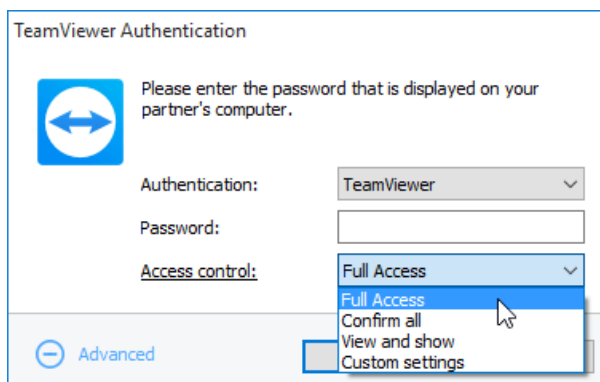 TeamViewer Authentication
Please enter the password that is displayed on your
partner's computer.
Authentication: TeamViewer
Password:
Access control: Full Access
Full Access
Confirm all
View and show
Custom settings
Advanced